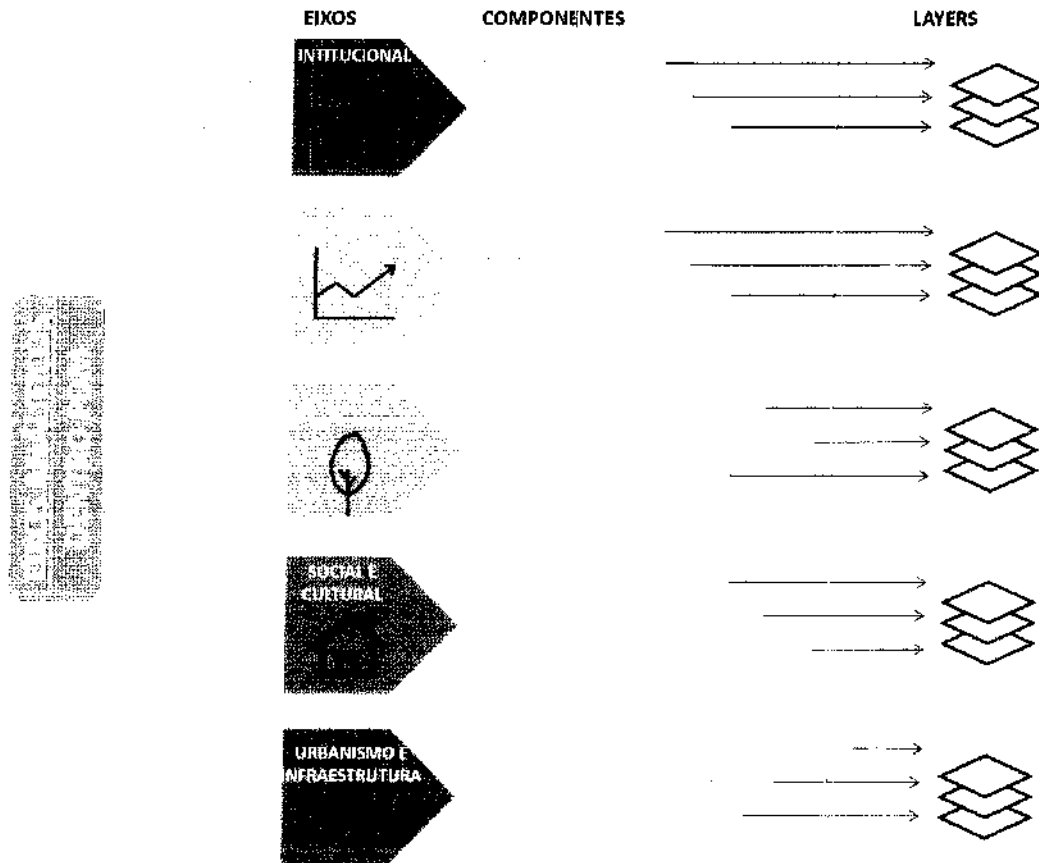 EIXOS COMPONENTES LAYERS
INTITUCIONAL
SOCIAL E
CULTURAL
URBANISMO E
INFRAESTRUTURA